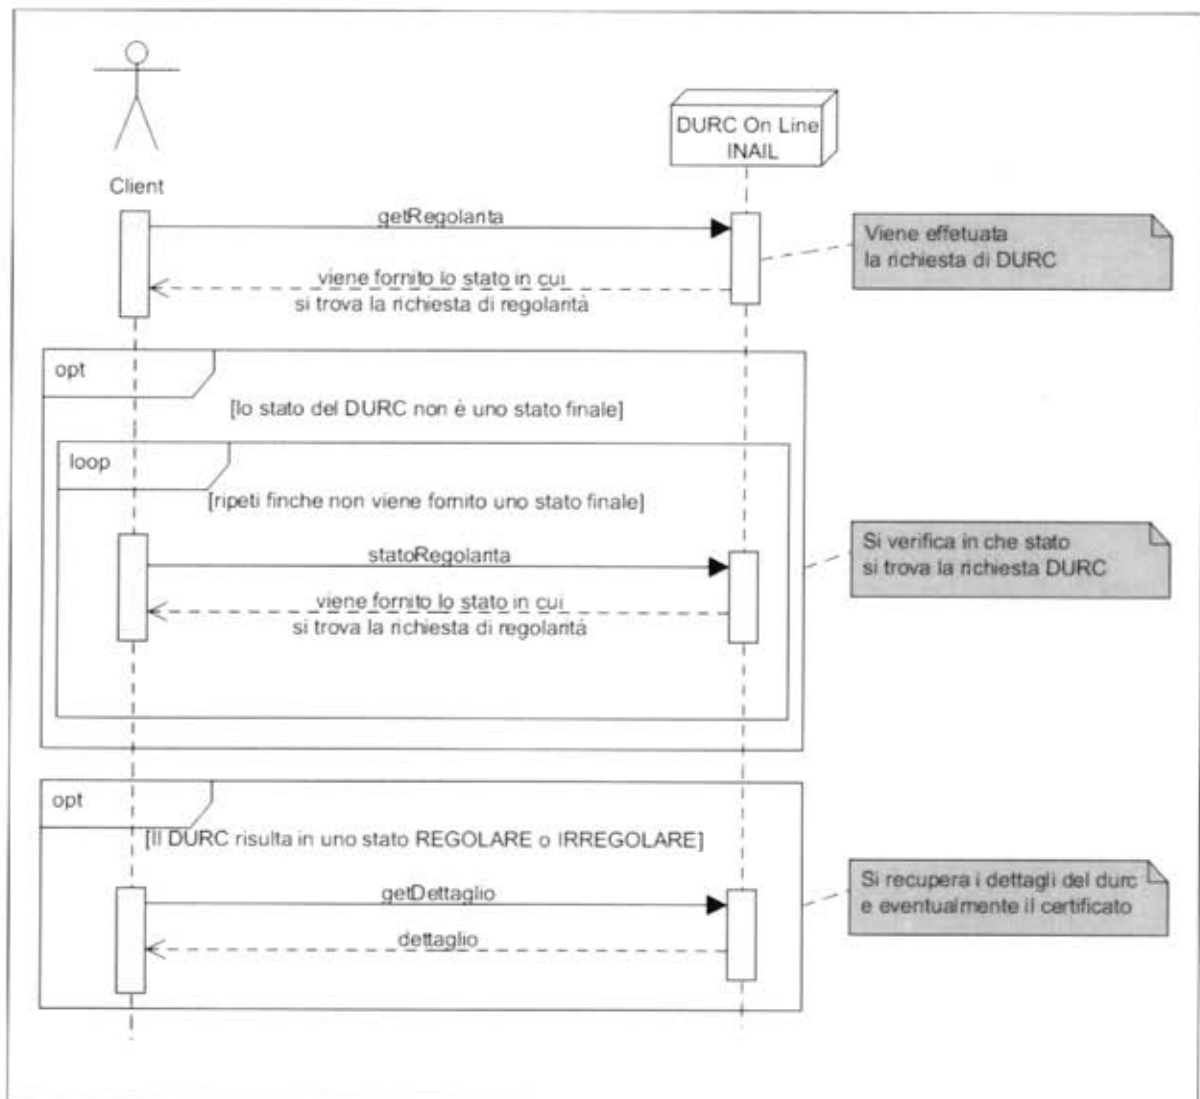 DURC On Line
INAIL
Client
getRegolarita
Viene effetuata
la richiesta di DURC
viene fornito lo stato in cui
si trova la richiesta di regolarità
opt
[lo stato del DURC non è uno stato finale]
loop
[ripeti finche non viene fornito uno stato finale]
statoRegolarita
Si verifica in che stato
si trova la richiesta DURC
viene fornito lo stato in cui
si trova la richiesta di regolarità
opt
[Il DURC risulta in uno stato REGOLARE o IRREGOLARE]
getDettaglio
Si recupera i dettagli del durc
e eventualmente il certificato
dettaglio